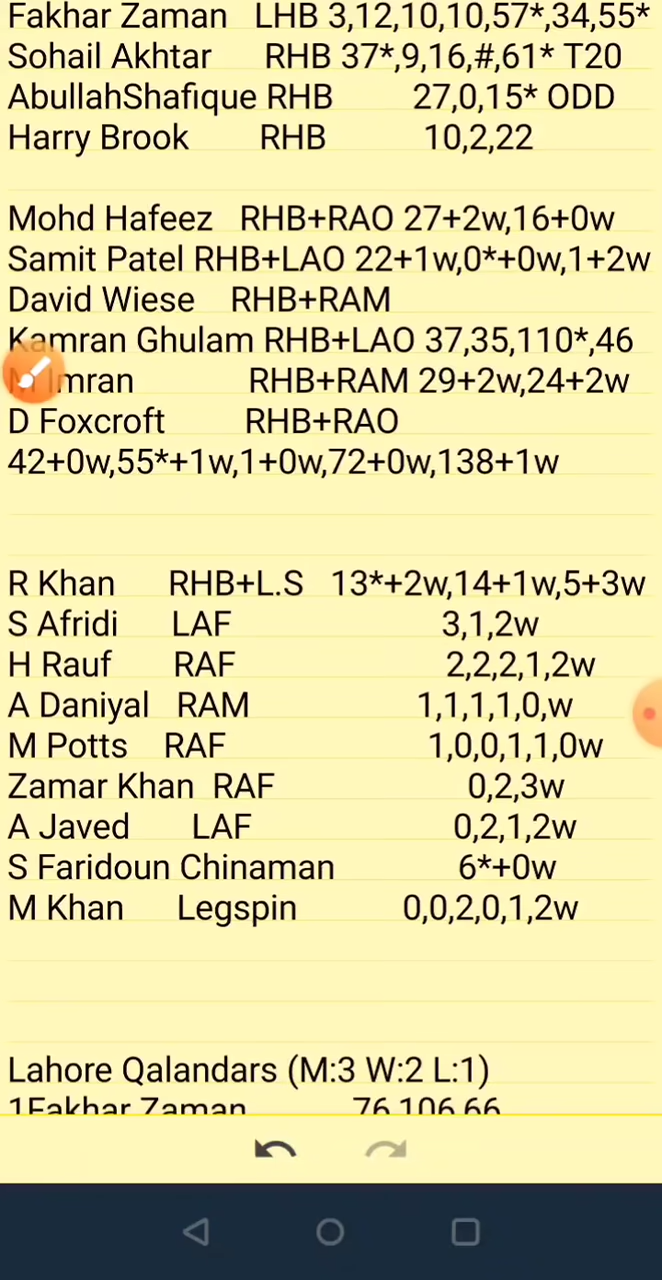 Fakhar Zaman LHB 3,12,10,10,57*,34,55*
Sohail Akhtar RHB 37*,9,16,#,61* T20
AbullahShafique RHB 27,0,15* ODD
Harry Brook RHB 10,2,22
Mohd Hafeez RHB+RAO 27+2w,16+0w
Samit Patel RHB+LAO 22+1w,0*+0w,1+2w
David Wiese RHB+RAM
Kamran Ghulam RHB+LAO 37,35,110*,46
M Imran RHB+RAM 29+2w,24+2w
D Foxcroft RHB+RAO
42+0w,55*+1w,1+0w,72+0w,138+1w
R Khan RHB+L.S 13*+2w,14+1w,5+3w
S Afridi LAF 3,1,2w
H Rauf RAF 2,2,2,1,2w
A Daniyal RAM 1,1,1,1,0,w
M Potts RAF 1,0,0,1,1,0w
Zamar Khan RAF 0,2,3w
A Javed LAF 0,2,1,2w
S Faridoun Chinaman 6*+0w
M Khan Legspin 0,0,2,0,1,2w
Lahore Qalandars (M:3 W:2 L:1)
1Fakhar Zaman 76,106,66